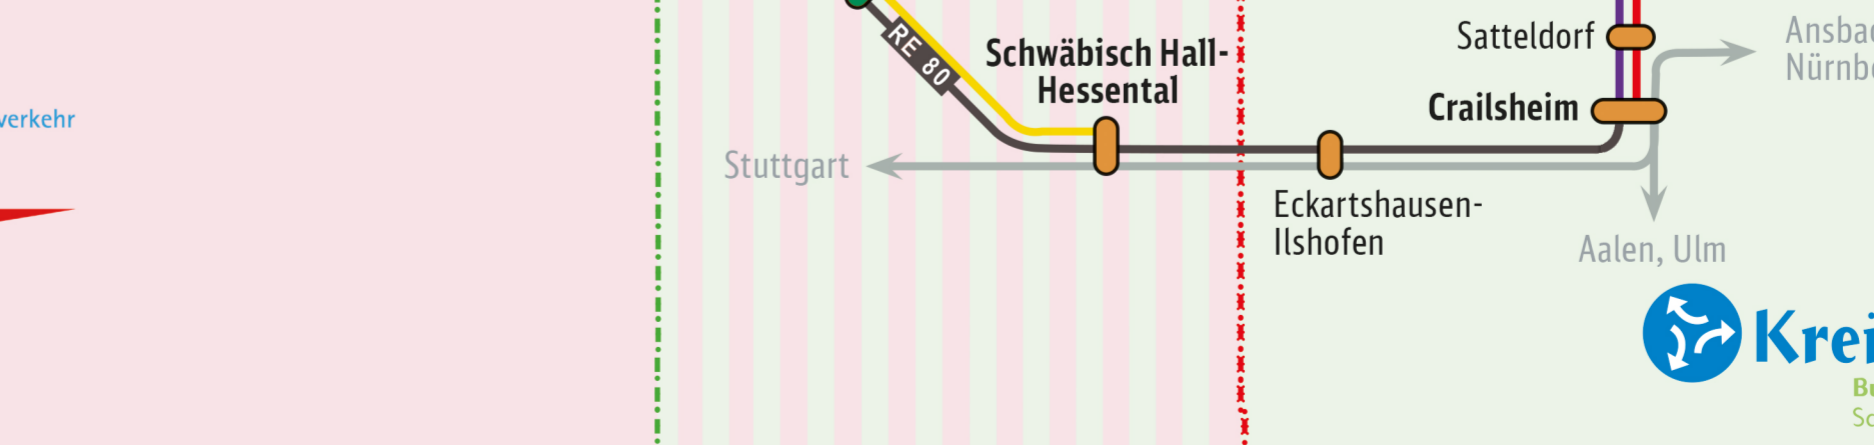 verkehr
RE 80
Schwäbisch Hall-
Hessental
Stuttgart
Satteldorf
Crailsheim
Eckartshausen-
Ilshofen
Aalen, Ulm